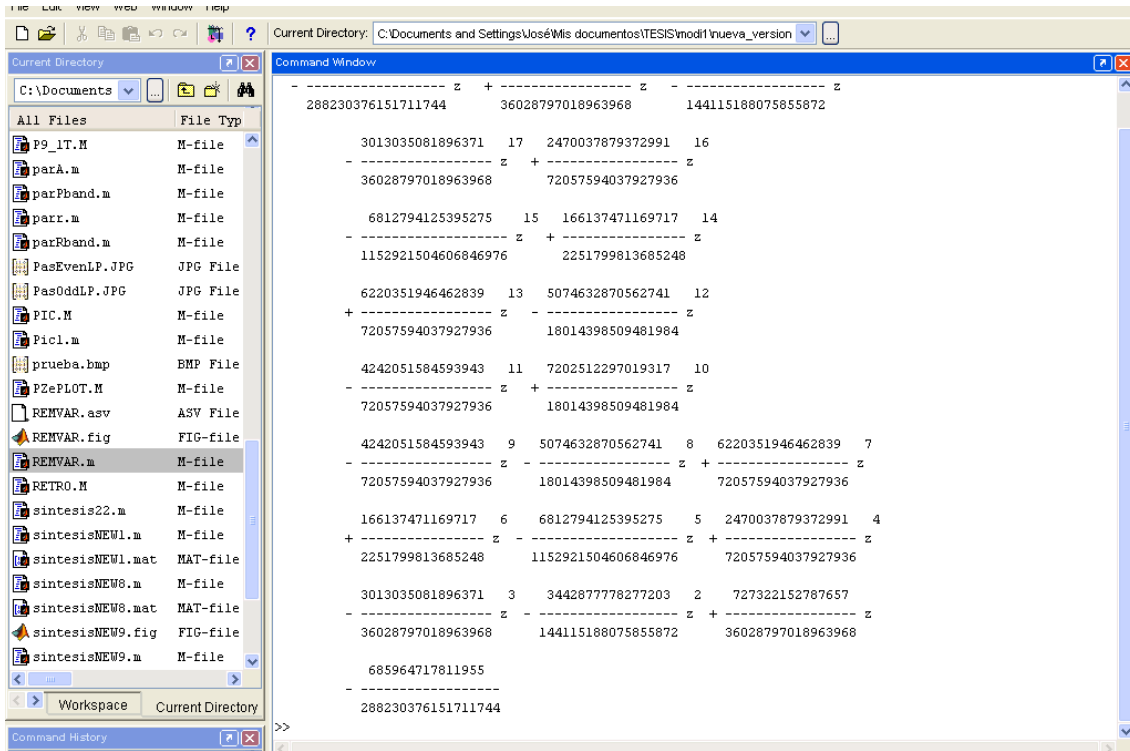 File Edit View Web Window Help
? Current Directory: C:\Documents and Settings\José\Mis documentos\TESIS\modi1\nueva_version ...
Current Directory
C:\Documents ...
All Files File Typ
P9_1T.M M-file
parA.m M-file
parPband.m M-file
parr.m M-file
parRband.m M-file
PasEvenLP.JPG JPG File
PasOddLP.JPG JPG File
PIC.M M-file
Pic1.m M-file
prueba.bmp BMP File
PZePLOT.M M-file
REMVAR.asv ASV File
REMVAR.fig FIG-file
REMVAR.m M-file
RETRO.M M-file
sintesis22.m M-file
sintesisNEW1.m M-file
sintesisNEW1.mat MAT-file
sintesisNEW8.m M-file
sintesisNEW8.mat MAT-file
sintesisNEW9.fig FIG-file
sintesisNEW9.m M-file
Workspace Current Directory
Command History
Command Window
- ------------------ z + ----------------- z - ------------------ z
288230376151711744 36028797018963968 144115188075855872
3013035081896371 17 2470037879372991 16
- ----------------- z + ----------------- z
36028797018963968 72057594037927936
6812794125395275 15 166137471169717 14
- ------------------- z + ---------------- z
1152921504606846976 2251799813685248
6220351946462839 13 5074632870562741 12
+ ----------------- z - ----------------- z
72057594037927936 18014398509481984
4242051584593943 11 7202512297019317 10
- ----------------- z + ----------------- z
72057594037927936 18014398509481984
4242051584593943 9 5074632870562741 8 6220351946462839 7
- ----------------- z - ----------------- z + ----------------- z
72057594037927936 18014398509481984 72057594037927936
166137471169717 6 6812794125395275 5 2470037879372991 4
+ ---------------- z - ------------------- z + ----------------- z
2251799813685248 1152921504606846976 72057594037927936
3013035081896371 3 3442877778277203 2 727322152787657
- ----------------- z - ------------------ z + ----------------- z
36028797018963968 144115188075855872 36028797018963968
685964717811955
- ------------------
288230376151711744
>>